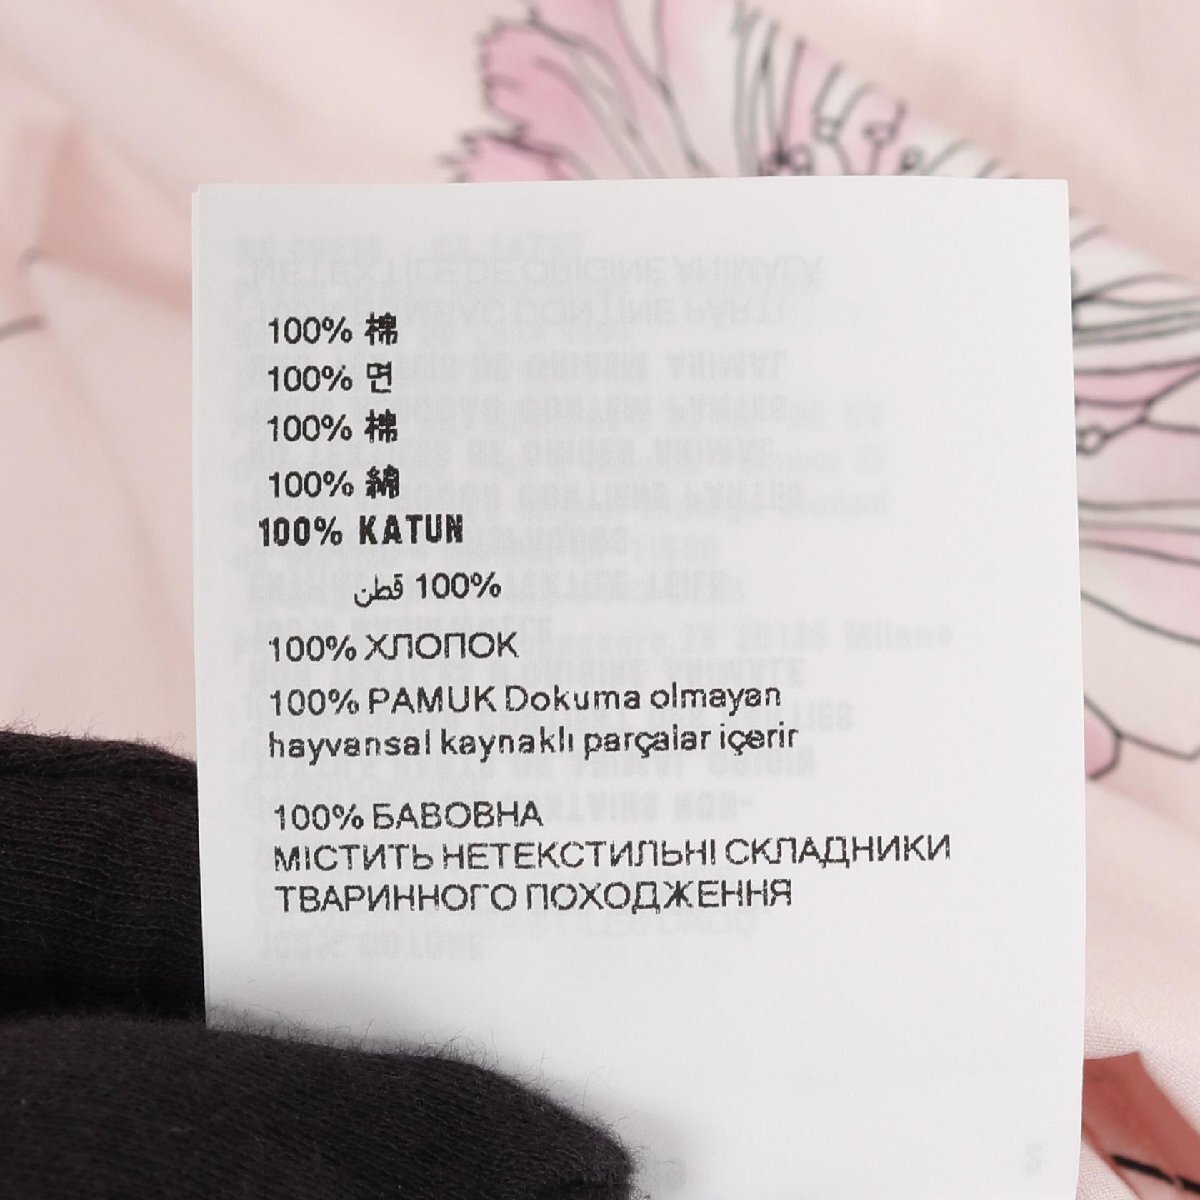 100% 棉
100% 면
100% 棉
100% 綿
100% KATUN
100% قطن
100% ХЛОПОК
100% PAMUK Dokuma olmayan
hayvansal kaynaklı parçalar içerir
100% БАВОВНА
МІСТИТЬ НЕТЕКСТИЛЬНІ СКЛАДНИКИ
ТВАРИННОГО ПОХОДЖЕННЯ